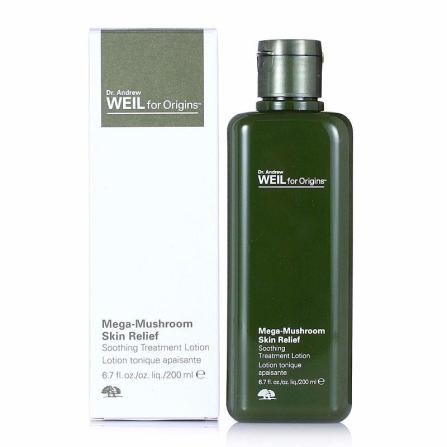 Dr. Andrew
WEIL for Origins™
Mega-Mushroom
Skin Relief
Soothing Treatment Lotion
Lotion tonique apaisante
6.7 fl.oz./oz. liq./200 ml ℮
Dr. Andrew
WEIL for Origins™
Mega-Mushroom
Skin Relief
Soothing
Treatment Lotion
Lotion tonique
apaisante
6.7 fl.oz./oz. liq./200 ml ℮